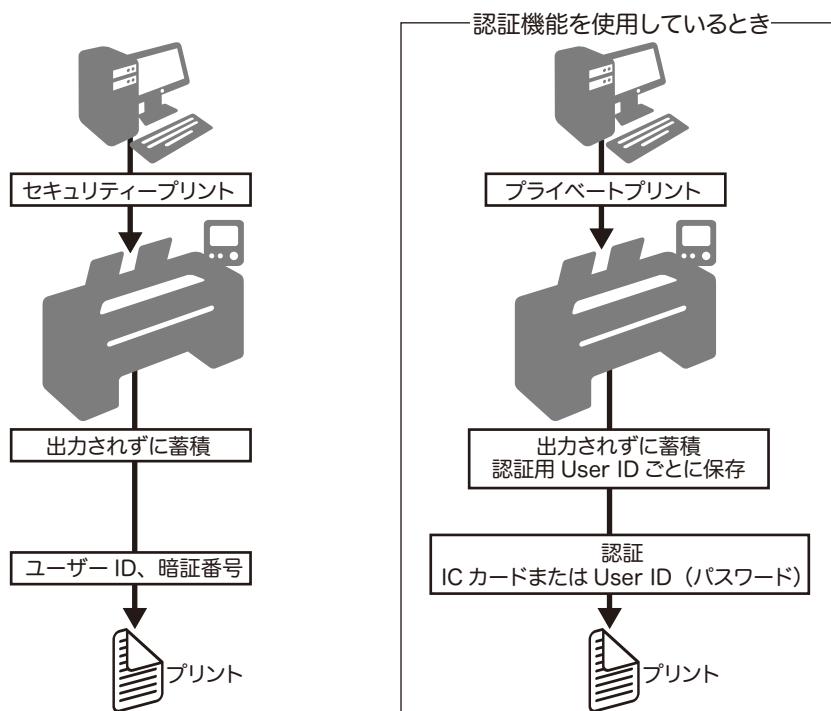 認証機能を使用しているとき
セキュリティープリント
出力されずに蓄積
ユーザー ID、暗証番号
プリント
プライベートプリント
出力されずに蓄積
認証用 User ID ごとに保存
認証
IC カードまたは User ID（パスワード）
プリント